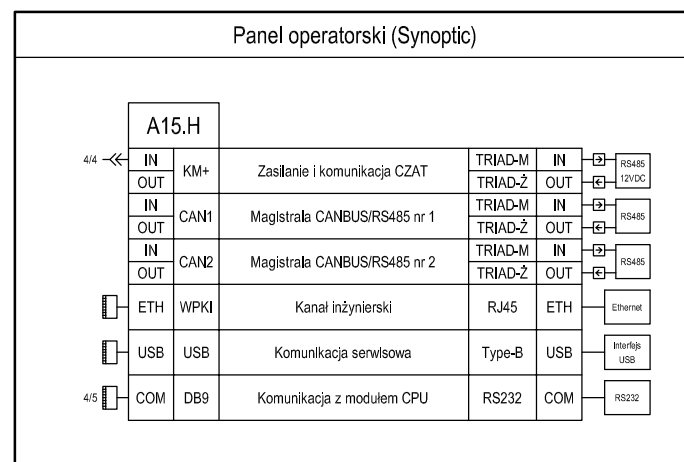 Panel operatorski (Synoptic)
A15.H
4/4 IN KM+ Zasilanie i komunikacja CZAT TRIAD-M IN RS485 12VDC
OUT TRIAD-Ż OUT
IN CAN1 Magistrala CANBUS/RS485 nr 1 TRIAD-M IN RS485
OUT TRIAD-Ż OUT
IN CAN2 Magistrala CANBUS/RS485 nr 2 TRIAD-M IN RS485
OUT TRIAD-Ż OUT
ETH WPKI Kanał inżynierski RJ45 ETH Ethernet
USB USB Komunikacja serwisowa Type-B USB Interfejs USB
4/5 COM DB9 Komunikacja z modułem CPU RS232 COM RS232